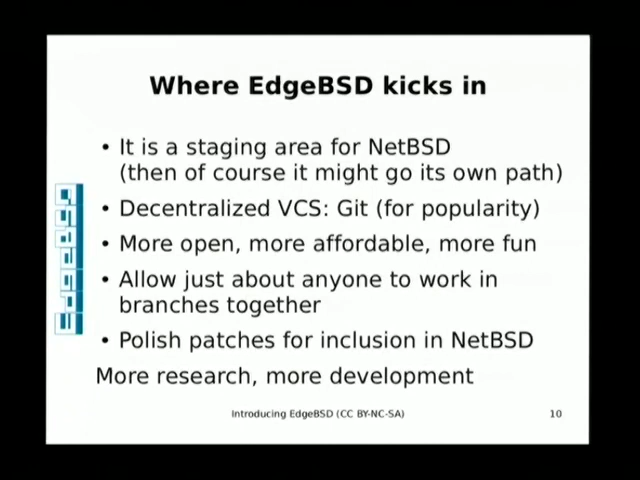 Where EdgeBSD kicks in
• It is a staging area for NetBSD
(then of course it might go its own path)
• Decentralized VCS: Git (for popularity)
• More open, more affordable, more fun
• Allow just about anyone to work in
branches together
• Polish patches for inclusion in NetBSD
More research, more development
EdgeBSD
Introducing EdgeBSD (CC BY-NC-SA)
10